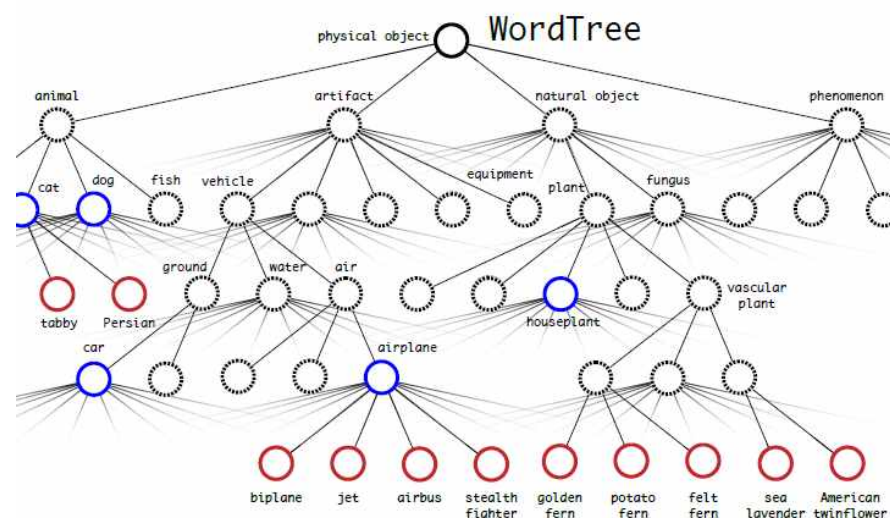 physical object
WordTree
animal
artifact
natural object
phenomenon
cat
dog
fish
vehicle
equipment
plant
fungus
ground
water
air
tabby
Persian
houseplant
vascular
plant
car
airplane
biplane
jet
airbus
stealth
fighter
golden
fern
potato
fern
felt
fern
sea
lavender
American
twinflower